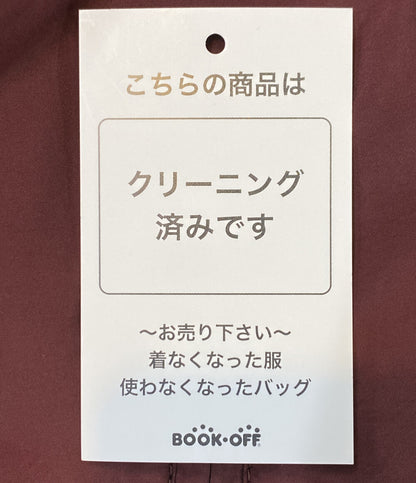 こちらの商品は
クリーニング
済みです
～お売り下さい～
着なくなった服
使わなくなったバッグ
BOOK・OFF